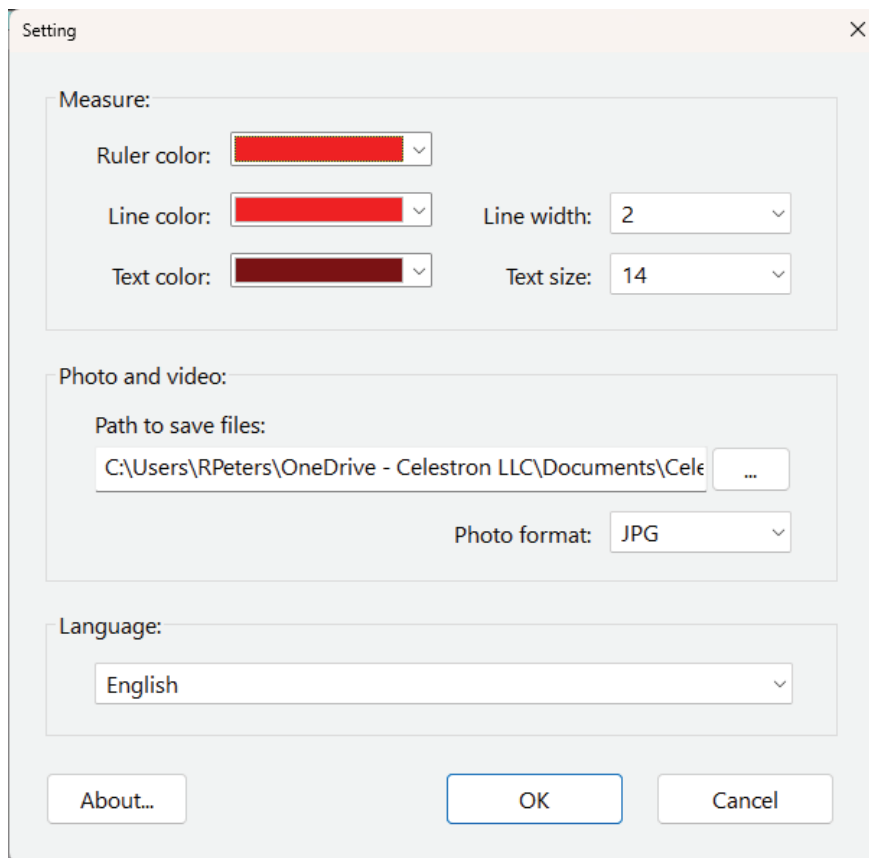 Setting
Measure:
Ruler color:
Line color:
Line width: 2
Text color:
Text size: 14
Photo and video:
Path to save files:
C:\Users\RPeters\OneDrive - Celestron LLC\Documents\Cele
...
Photo format: JPG
Language:
English
About...
OK
Cancel